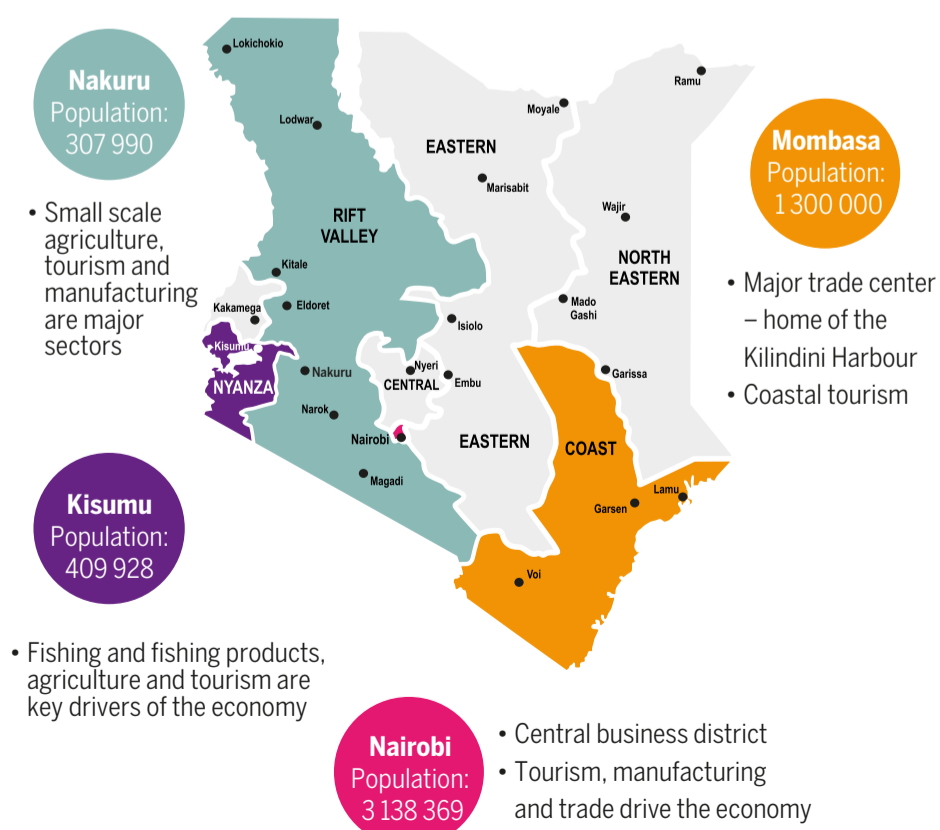 Nakuru
Population:
307 990
• Small scale
agriculture,
tourism and
manufacturing
are major
sectors
Lokichokio
Lodwar
RIFT
VALLEY
Kitale
Eldoret
Kakamega
Kisumu
NYANZA
Nakuru
Narok
Nairobi
Magadi
CENTRAL
Nyeri
Embu
Isiolo
EASTERN
Moyale
Marisabit
EASTERN
Ramu
Wajir
NORTH
EASTERN
Mado
Gashi
Garissa
COAST
Garsen
Lamu
Voi
Mombasa
Population:
1 300 000
• Major trade center
– home of the
Kilindini Harbour
• Coastal tourism
Kisumu
Population:
409 928
• Fishing and fishing products,
agriculture and tourism are
key drivers of the economy
Nairobi
Population:
3 138 369
• Central business district
• Tourism, manufacturing
and trade drive the economy